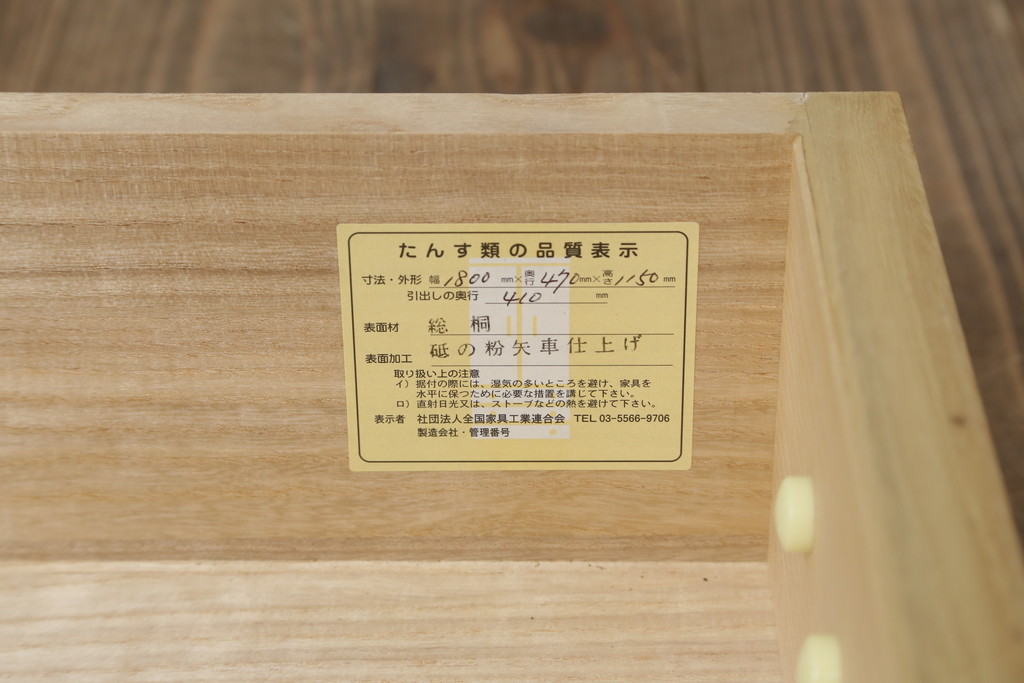 たんす類の品質表示
寸法・外形 幅 1800 mm×奥行 470 mm×高さ 1150 mm
引出しの奥行 410 mm
表面材 総桐
表面加工 砥の粉矢車仕上げ
取り扱い上の注意
イ）据付の際には、湿気の多いところを避け、家具を
水平に保つために必要な措置を講じて下さい。
ロ）直射日光又は、ストーブなどの熱を避けて下さい。
表示者 社団法人全国家具工業連合会 TEL 03-5566-9706
製造会社・管理番号